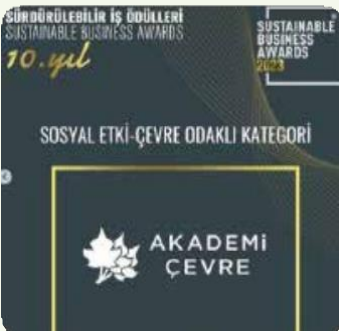 SÜRDÜRÜLEBİLİR İŞ ÖDÜLLERİ
SUSTAINABLE BUSINESS AWARDS
10.yıl
SUSTAINABLE
BUSINESS
AWARDS
2023
SOSYAL ETKİ-ÇEVRE ODAKLI KATEGORİ
AKADEMİ
ÇEVRE